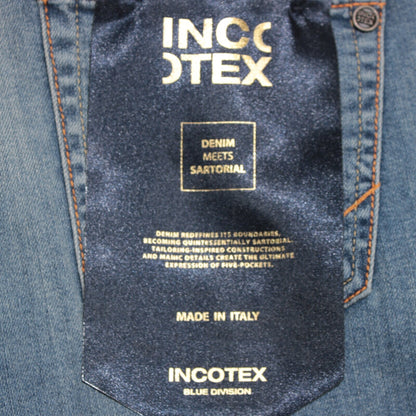 INCO
OTEX
DENIM
MEETS
SARTORIAL
DENIM REDEFINES ITS BOUNDARIES,
BECOMING QUINTESSENTIALLY SARTORIAL.
TAILORING-INSPIRED CONSTRUCTIONS
AND MANIC DETAILS CREATE THE ULTIMATE
EXPRESSION OF FIVE-POCKETS.
MADE IN ITALY
INCOTEX
BLUE DIVISION